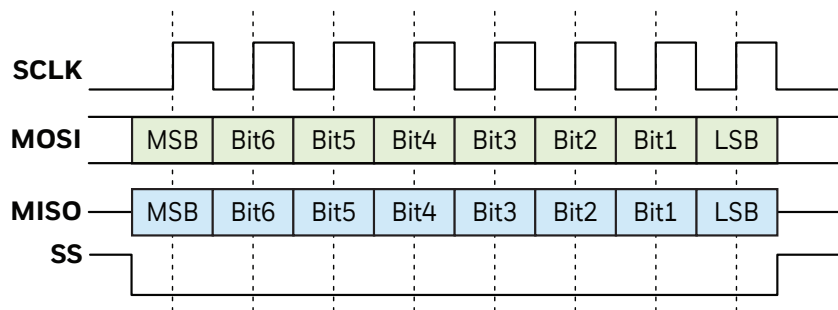 SCLK
MOSI MSB Bit6 Bit5 Bit4 Bit3 Bit2 Bit1 LSB
MISO MSB Bit6 Bit5 Bit4 Bit3 Bit2 Bit1 LSB
SS